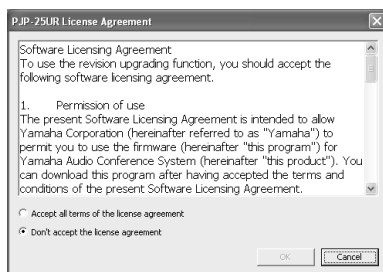 PJP-25UR License Agreement
Software Licensing Agreement
To use the revision upgrading function, you should accept the
following software licensing agreement.
1. Permission of use
The present Software Licensing Agreement is intended to allow
Yamaha Corporation (hereinafter referred to as "Yamaha") to
permit you to use the firmware (hereinafter "this program") for
Yamaha Audio Conference System (hereinafter "this product"). You
can download this program after having accepted the terms and
conditions of the present Software Licensing Agreement.
Accept all terms of the license agreement
Don't accept the license agreement
OK Cancel